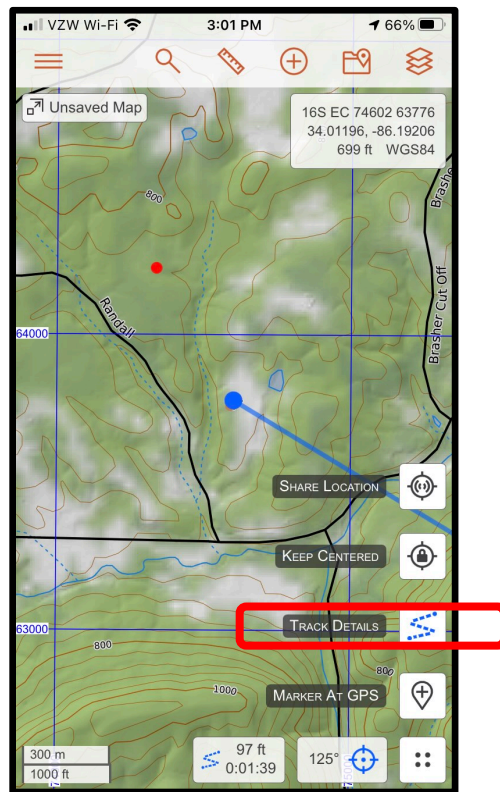 VZW Wi-Fi 3:01 PM 66%
Unsaved Map
16S EC 74602 63776
34.01196, -86.19206
699 ft WGS84
Brashe
800
Randall
Brasher Cut Off
64000
SHARE LOCATION
KEEP CENTERED
TRACK DETAILS
63000
800
800
1000
MARKER AT GPS
300 m
1000 ft
97 ft
0:01:39
125°